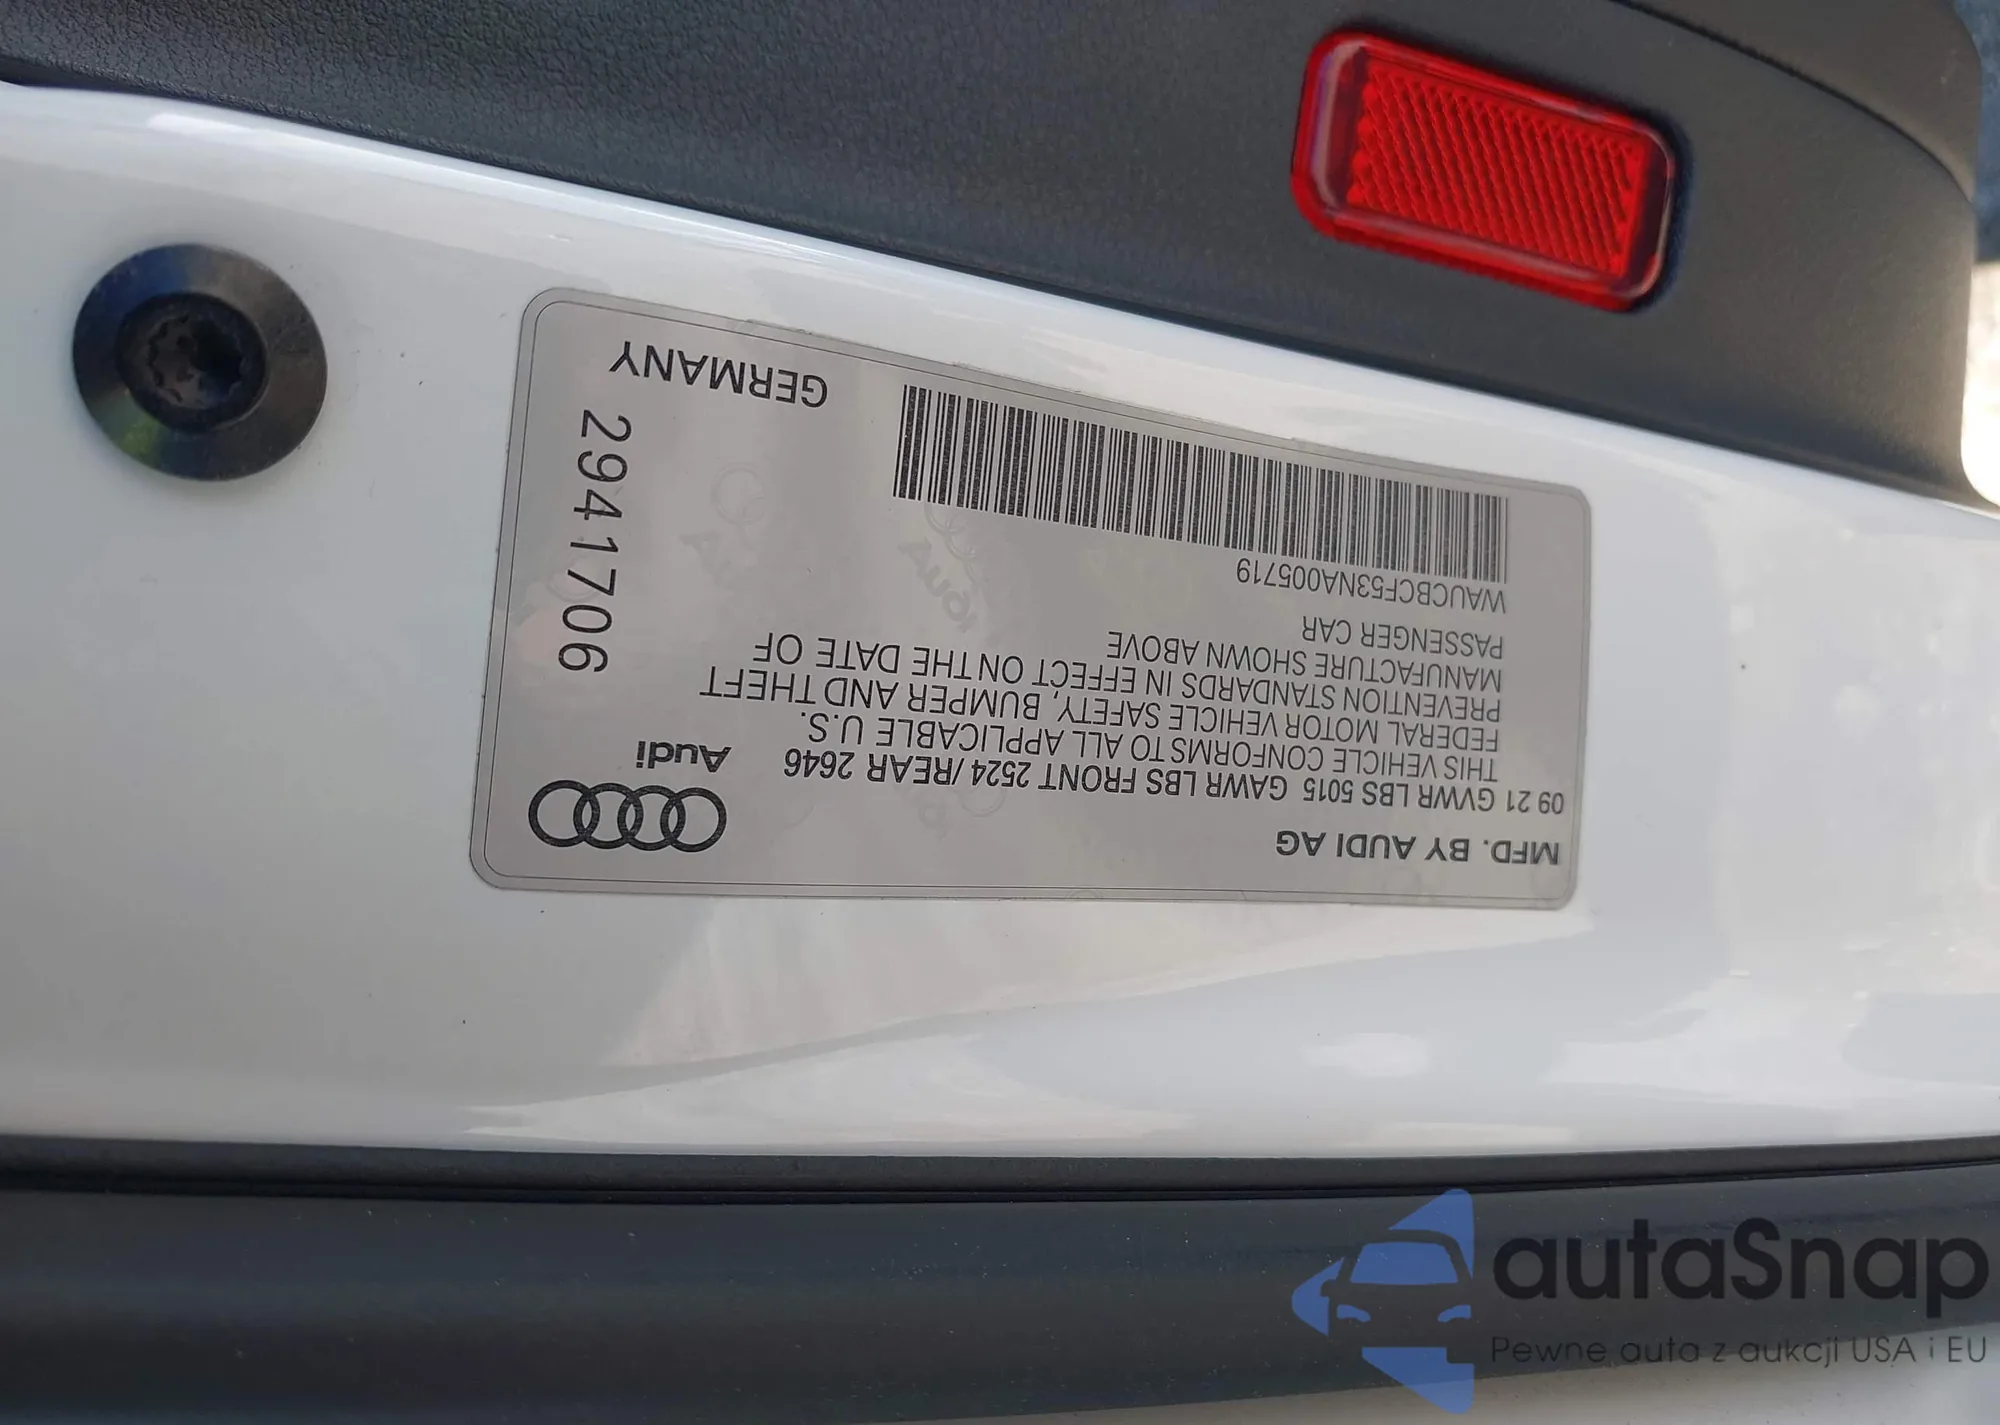 MFD. BY AUDI AG
09 21 GVWR LBS 5015 GAWR LBS FRONT 2524 /REAR 2646
THIS VEHICLE CONFORMS TO ALL APPLICABLE U.S.
FEDERAL MOTOR VEHICLE SAFETY, BUMPER AND THEFT
PREVENTION STANDARDS IN EFFECT ON THE DATE OF
MANUFACTURE SHOWN ABOVE
PASSENGER CAR
WAUCBCF53NA005719
Audi
2941706
GERMANY
autaSnap
Pewne auta z aukcji USA i EU